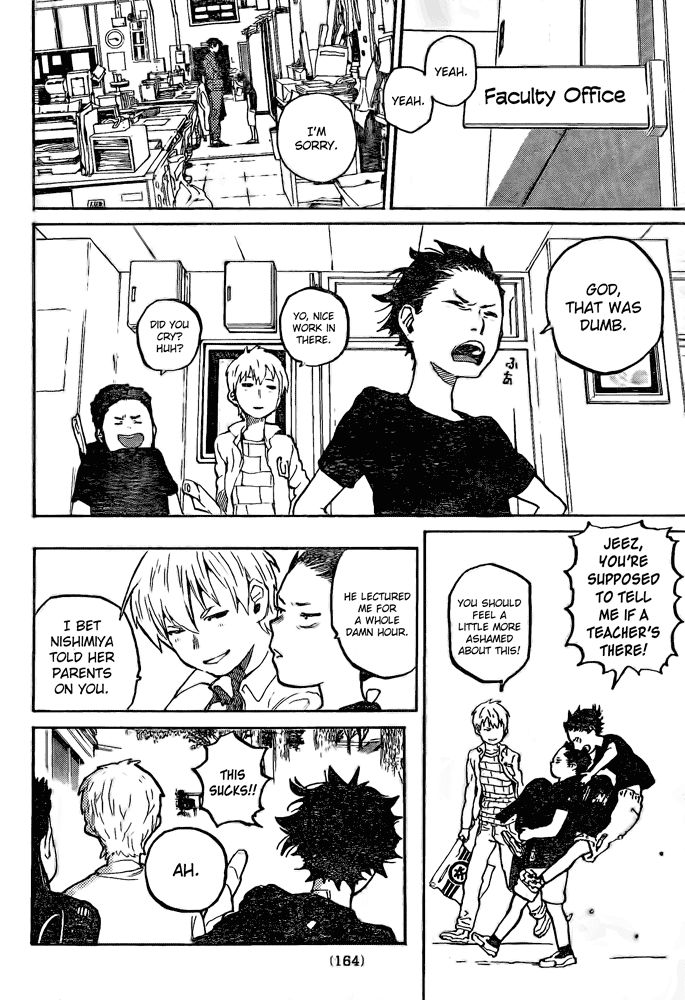 YEAH.
YEAH.
Faculty Office
I'M
SORRY.
GOD,
THAT WAS
DUMB.
ふぁ
YO, NICE
WORK IN
THERE.
DID YOU
CRY?
HUH?
JEEZ,
YOU'RE
SUPPOSED
TO TELL
ME IF A
TEACHER'S
THERE!
YOU SHOULD
FEEL A
LITTLE MORE
ASHAMED
ABOUT THIS!
HE LECTURED
ME FOR
A WHOLE
DAMN HOUR.
I BET
NISHIMIYA
TOLD HER
PARENTS
ON YOU.
THIS
SUCKS!!
AH.
(164)